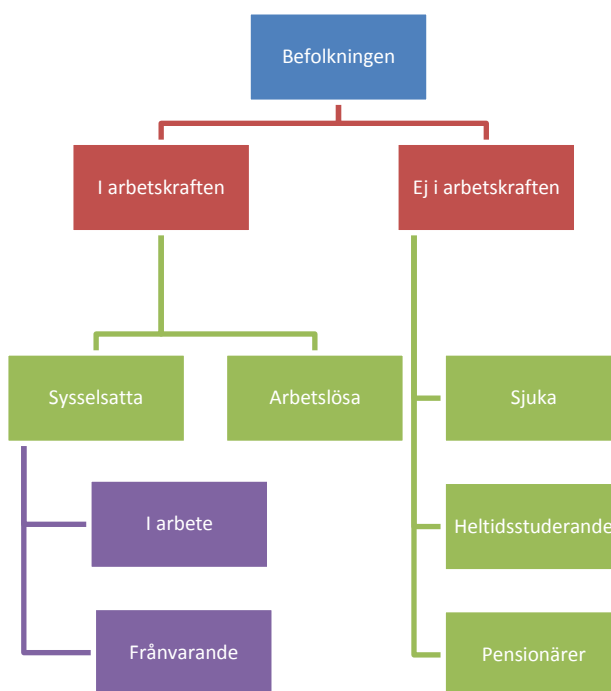 Befolkningen
I arbetskraften
Ej i arbetskraften
Sysselsatta
Arbetslösa
Sjuka
I arbete
Heltidsstuderande
Frånvarande
Pensionärer